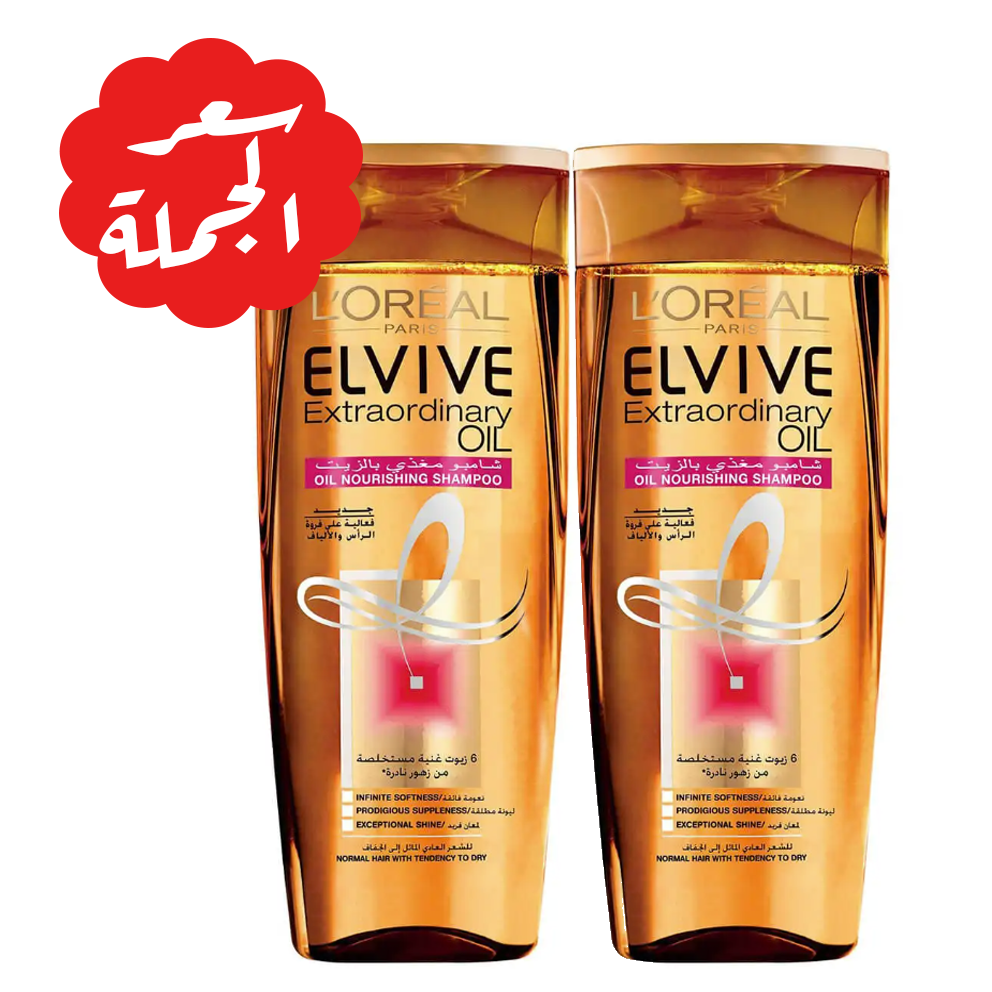 سعر
الجملة
L'ORÉAL
PARIS
ELVIVE
Extraordinary
OIL
شامبو مغذي بالزيت
OIL NOURISHING SHAMPOO
جديد
فعالية على فروة
الرأس والألياف
6 زيوت غنية مستخلصة
من زهور نادرة*
INFINITE SOFTNESS/نعومة فائقة
PRODIGIOUS SUPPLENESS/ليونة مطلقة
EXCEPTIONAL SHINE/ لمعان فريد
للشعر العادي المائل إلى الجفاف
NORMAL HAIR WITH TENDENCY TO DRY
L'ORÉAL
PARIS
ELVIVE
Extraordinary
OIL
شامبو مغذي بالزيت
OIL NOURISHING SHAMPOO
جديد
فعالية على فروة
الرأس والألياف
6 زيوت غنية مستخلصة
من زهور نادرة*
INFINITE SOFTNESS/نعومة فائقة
PRODIGIOUS SUPPLENESS/ليونة مطلقة
EXCEPTIONAL SHINE/ لمعان فريد
للشعر العادي المائل إلى الجفاف
NORMAL HAIR WITH TENDENCY TO DRY